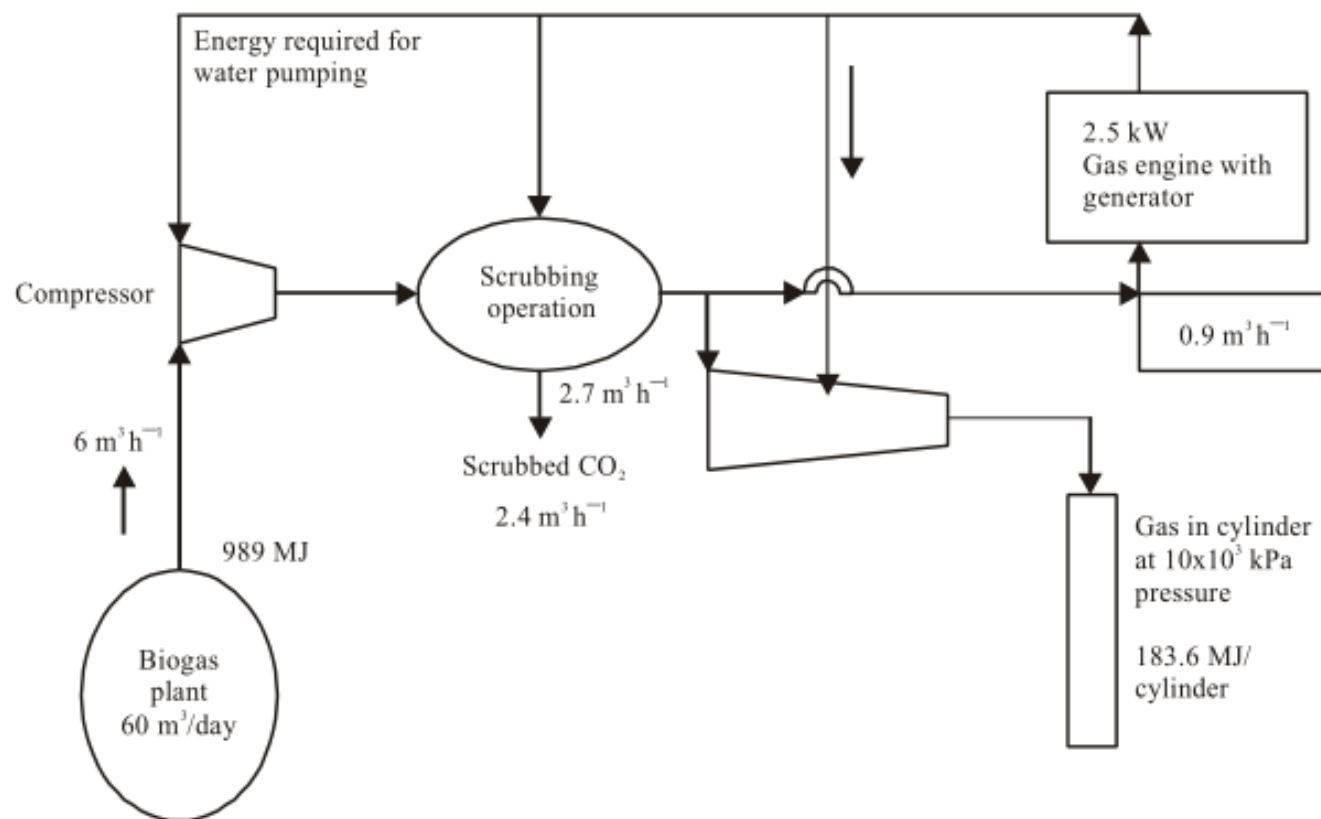 Energy required for
water pumping
2.5 kW
Gas engine with
generator
Compressor
Scrubbing
operation
0.9 m³ h⁻¹
2.7 m³ h⁻¹
6 m³ h⁻¹
Scrubbed CO₂
2.4 m³ h⁻¹
989 MJ
Gas in cylinder
at 10x10³ kPa
pressure
183.6 MJ/
cylinder
Biogas
plant
60 m³/day